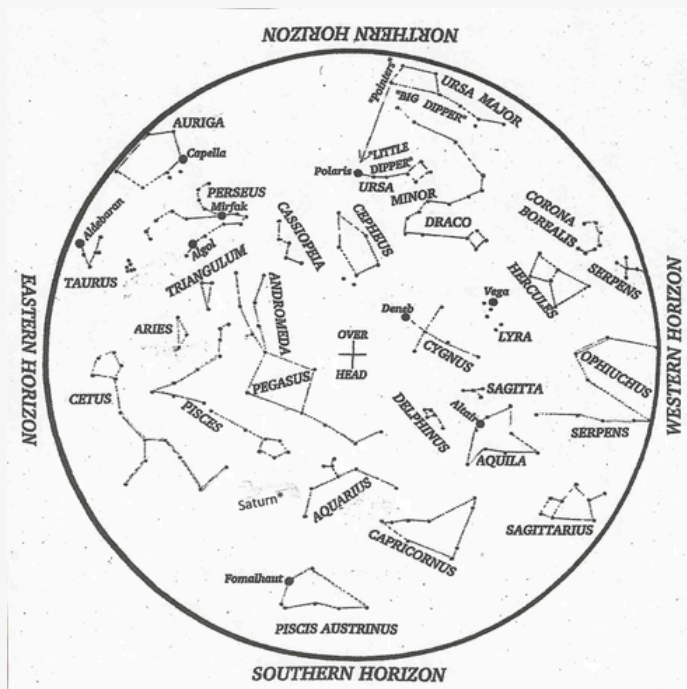 NORTHERN HORIZON
"Pointers"
URSA MAJOR
"BIG DIPPER"
AURIGA
Capella
Polaris
"LITTLE
DIPPER"
URSA
MINOR
PERSEUS
Mirfak
CASSIOPEIA
CEPHEUS
DRACO
CORONA
BOREALIS
SERPENS
Aldebaran
TAURUS
Algol
TRIANGULUM
ANDROMEDA
HERCULES
Vega
LYRA
Deneb
CYGNUS
EASTERN HORIZON
WESTERN HORIZON
ARIES
OVER
HEAD
OPHIUCHUS
CETUS
PISCES
PEGASUS
SAGITTA
DELPHINUS
Altair
AQUILA
SERPENS
Saturn
AQUARIUS
CAPRICORNUS
SAGITTARIUS
Fomalhaut
PISCIS AUSTRINUS
SOUTHERN HORIZON